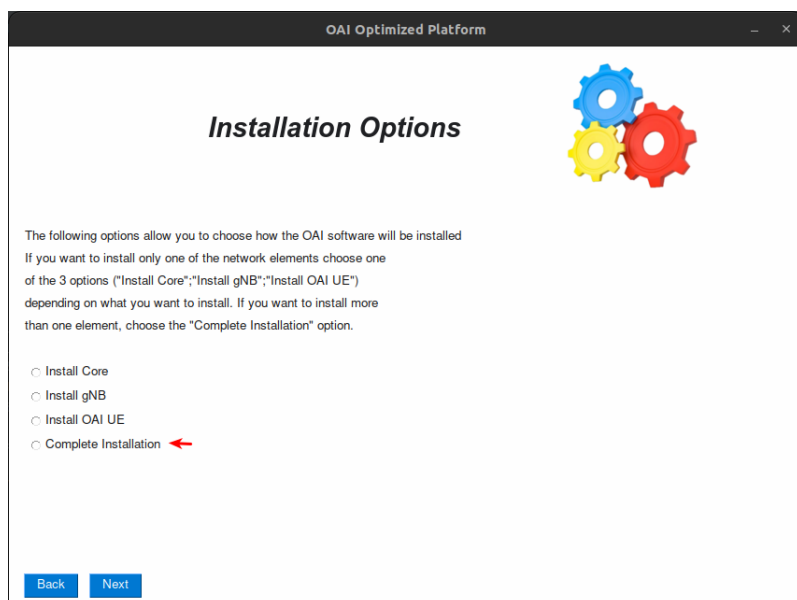 OAI Optimized Platform
Installation Options
The following options allow you to choose how the OAI software will be installed
If you want to install only one of the network elements choose one
of the 3 options ("Install Core";"Install gNB";"Install OAI UE")
depending on what you want to install. If you want to install more
than one element, choose the "Complete Installation" option.
Install Core
Install gNB
Install OAI UE
Complete Installation
Back Next